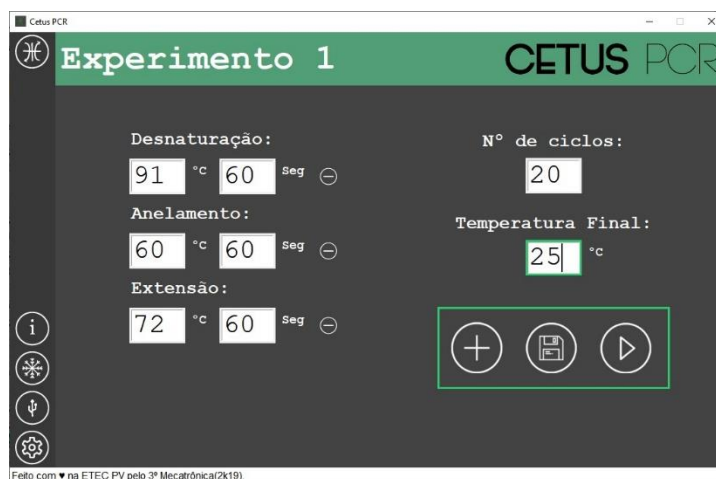 Cetus PCR
Experimento 1
CETUS PCR
Desnaturação:
91 °C 60 Seg
Anelamento:
60 °C 60 Seg
Extensão:
72 °C 60 Seg
Nº de ciclos:
20
Temperatura Final:
25 °C
Feito com ♥ na ETEC PV pelo 3º Mecatrônica(2k19).